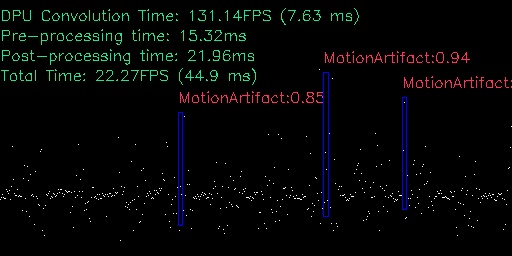 DPU Convolution Time: 131.14FPS (7.63 ms)
Pre-processing time: 15.32ms
Post-processing time: 21.96ms
Total Time: 22.27FPS (44.9 ms)
MotionArtifact:0.94
MotionArtifact:
MotionArtifact:0.85